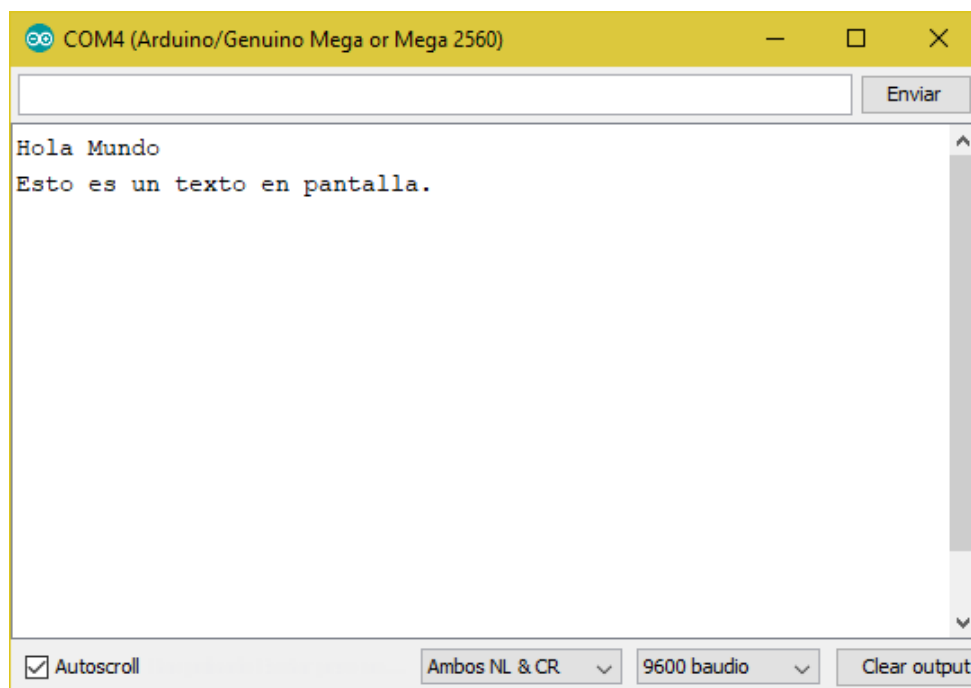 COM4 (Arduino/Genuino Mega or Mega 2560)
Enviar
Hola Mundo
Esto es un texto en pantalla.
Autoscroll
Ambos NL & CR
9600 baudio
Clear output